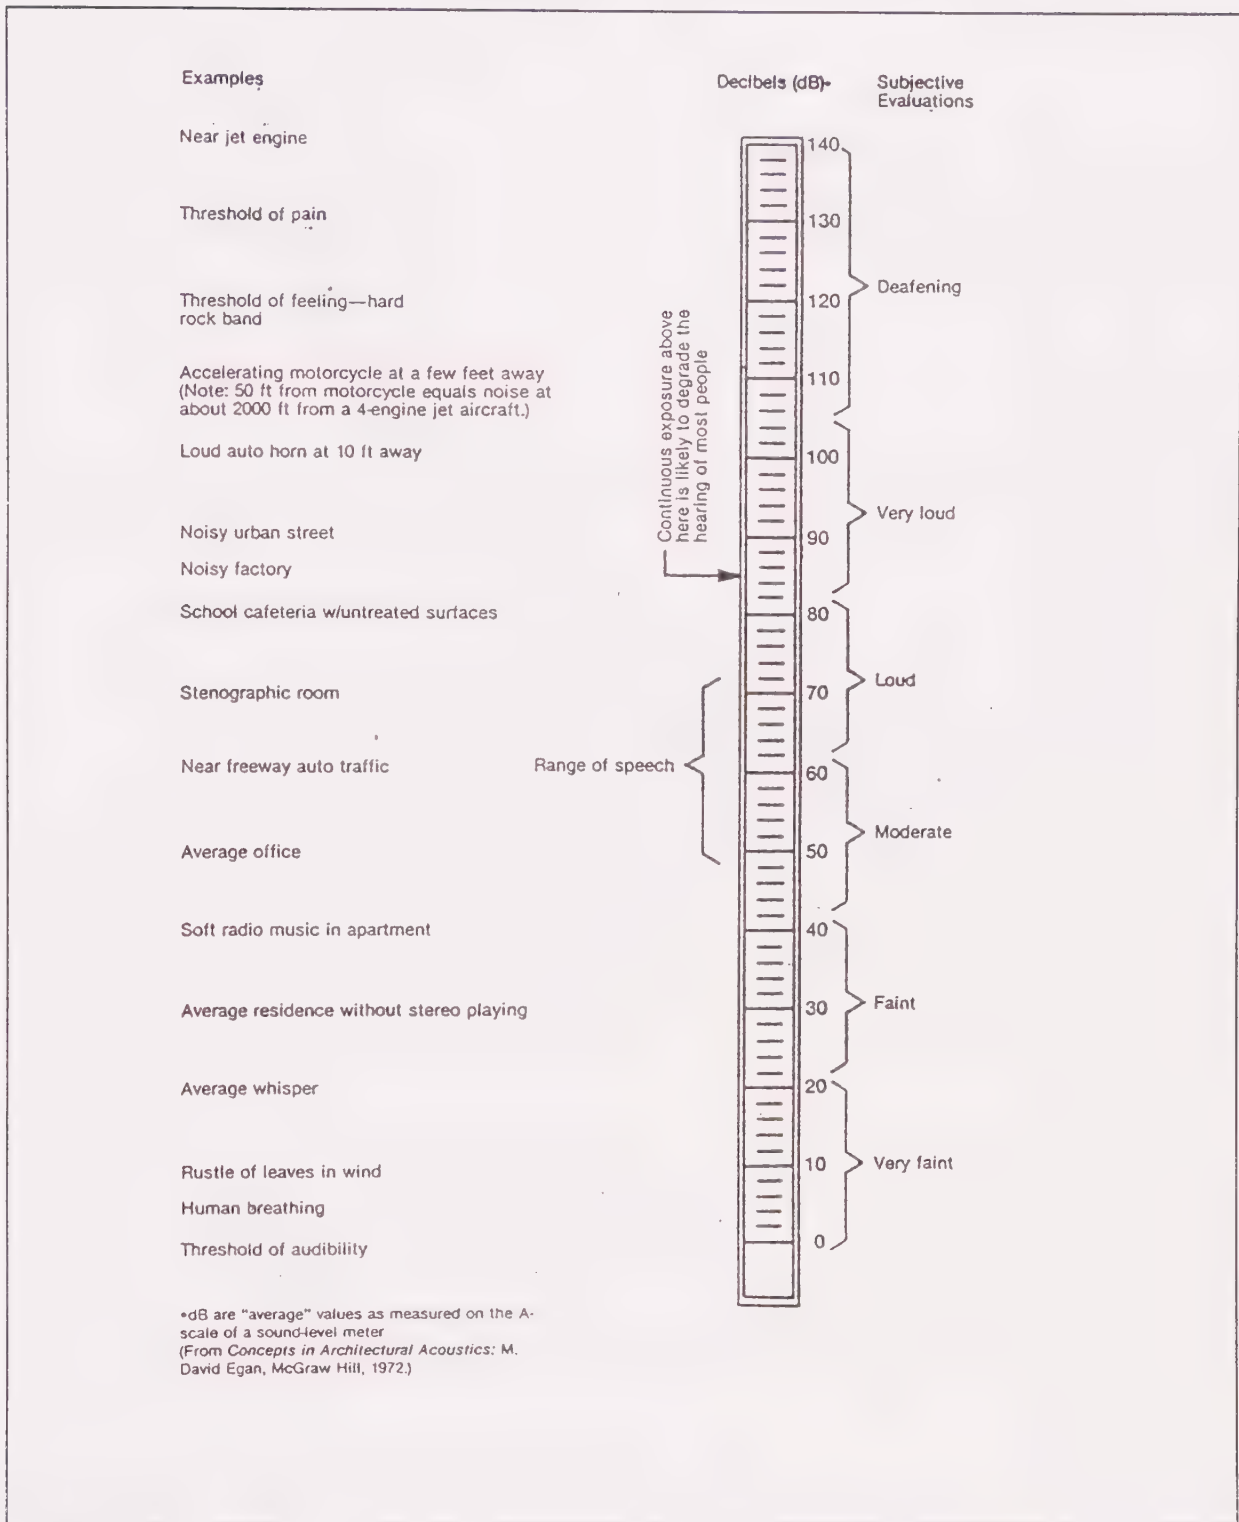 Examples
Decibels (dB)•
Subjective
Evaluations
Near jet engine
140
Threshold of pain
130
Deafening
Threshold of feeling—hard
rock band
120
Accelerating motorcycle at a few feet away
(Note: 50 ft from motorcycle equals noise at
about 2000 ft from a 4-engine jet aircraft.)
110
Continuous exposure above
here is likely to degrade the
hearing of most people
Loud auto horn at 10 ft away
100
Very loud
Noisy urban street
90
Noisy factory
School cafeteria w/untreated surfaces
80
Loud
Stenographic room
70
Near freeway auto traffic
Range of speech
60
Moderate
Average office
50
Soft radio music in apartment
40
Average residence without stereo playing
30
Faint
Average whisper
20
Rustle of leaves in wind
10
Very faint
Human breathing
Threshold of audibility
0
•dB are "average" values as measured on the A-
scale of a sound-level meter
(From Concepts in Architectural Acoustics: M.
David Egan, McGraw Hill, 1972.)